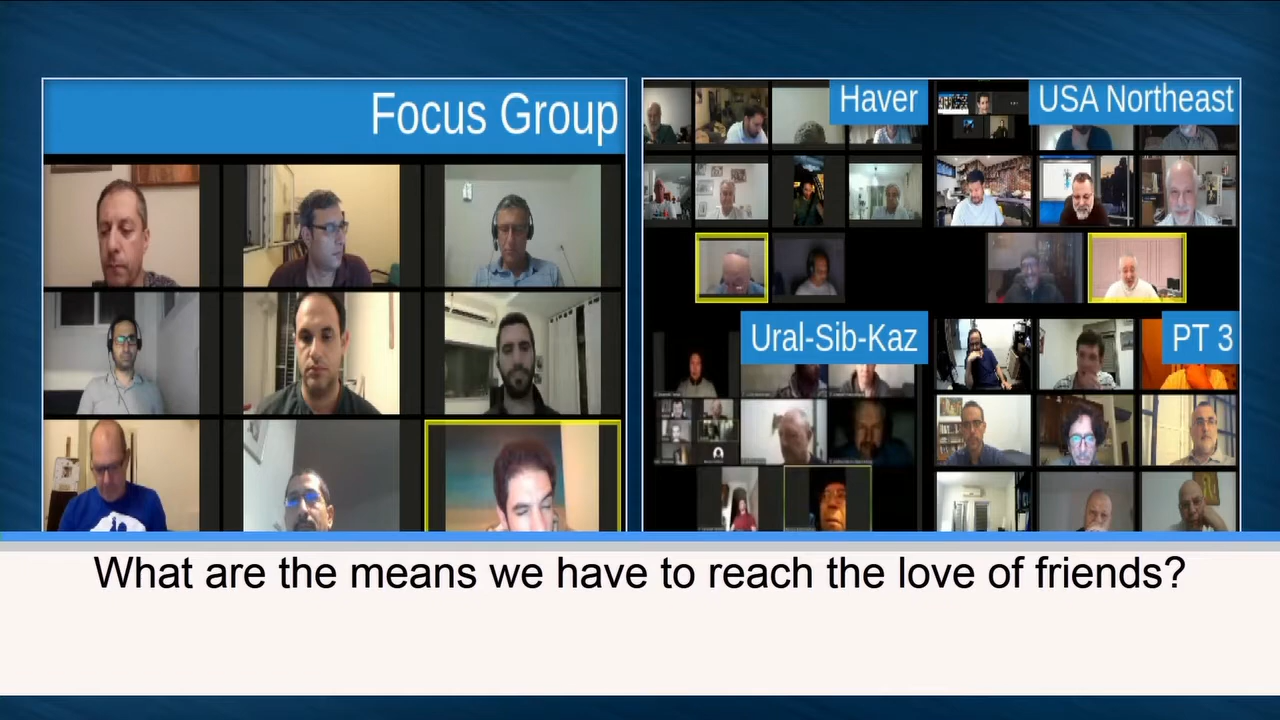 Focus Group
Haver
USA Northeast
Ural-Sib-Kaz
PT 3
What are the means we have to reach the love of friends?